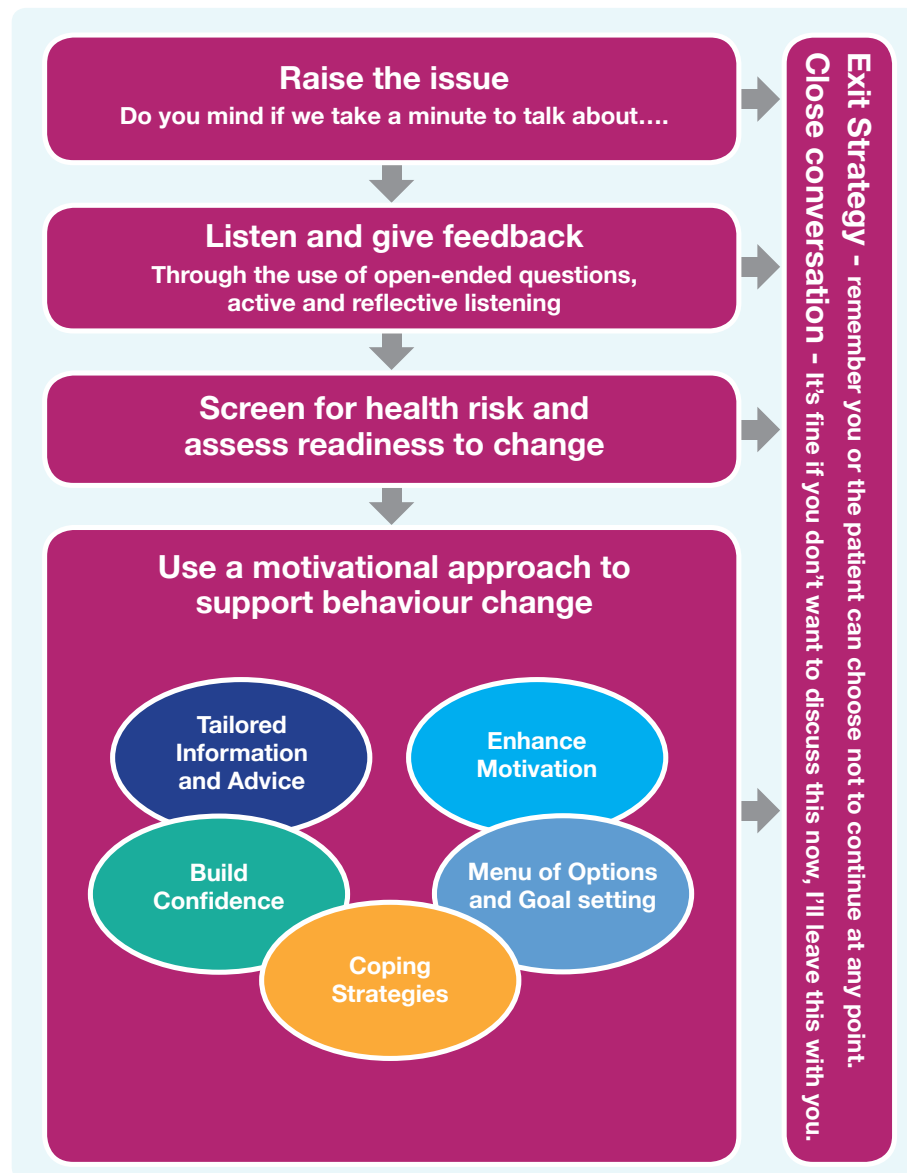 Raise the issue
Do you mind if we take a minute to talk about....
Listen and give feedback
Through the use of open-ended questions,
active and reflective listening
Screen for health risk and
assess readiness to change
Use a motivational approach to
support behaviour change
Tailored
Information
and Advice
Enhance
Motivation
Build
Confidence
Menu of Options
and Goal setting
Coping
Strategies
Exit Strategy - remember you or the patient can choose not to continue at any point.
Close conversation - It's fine if you don't want to discuss this now, I'll leave this with you.